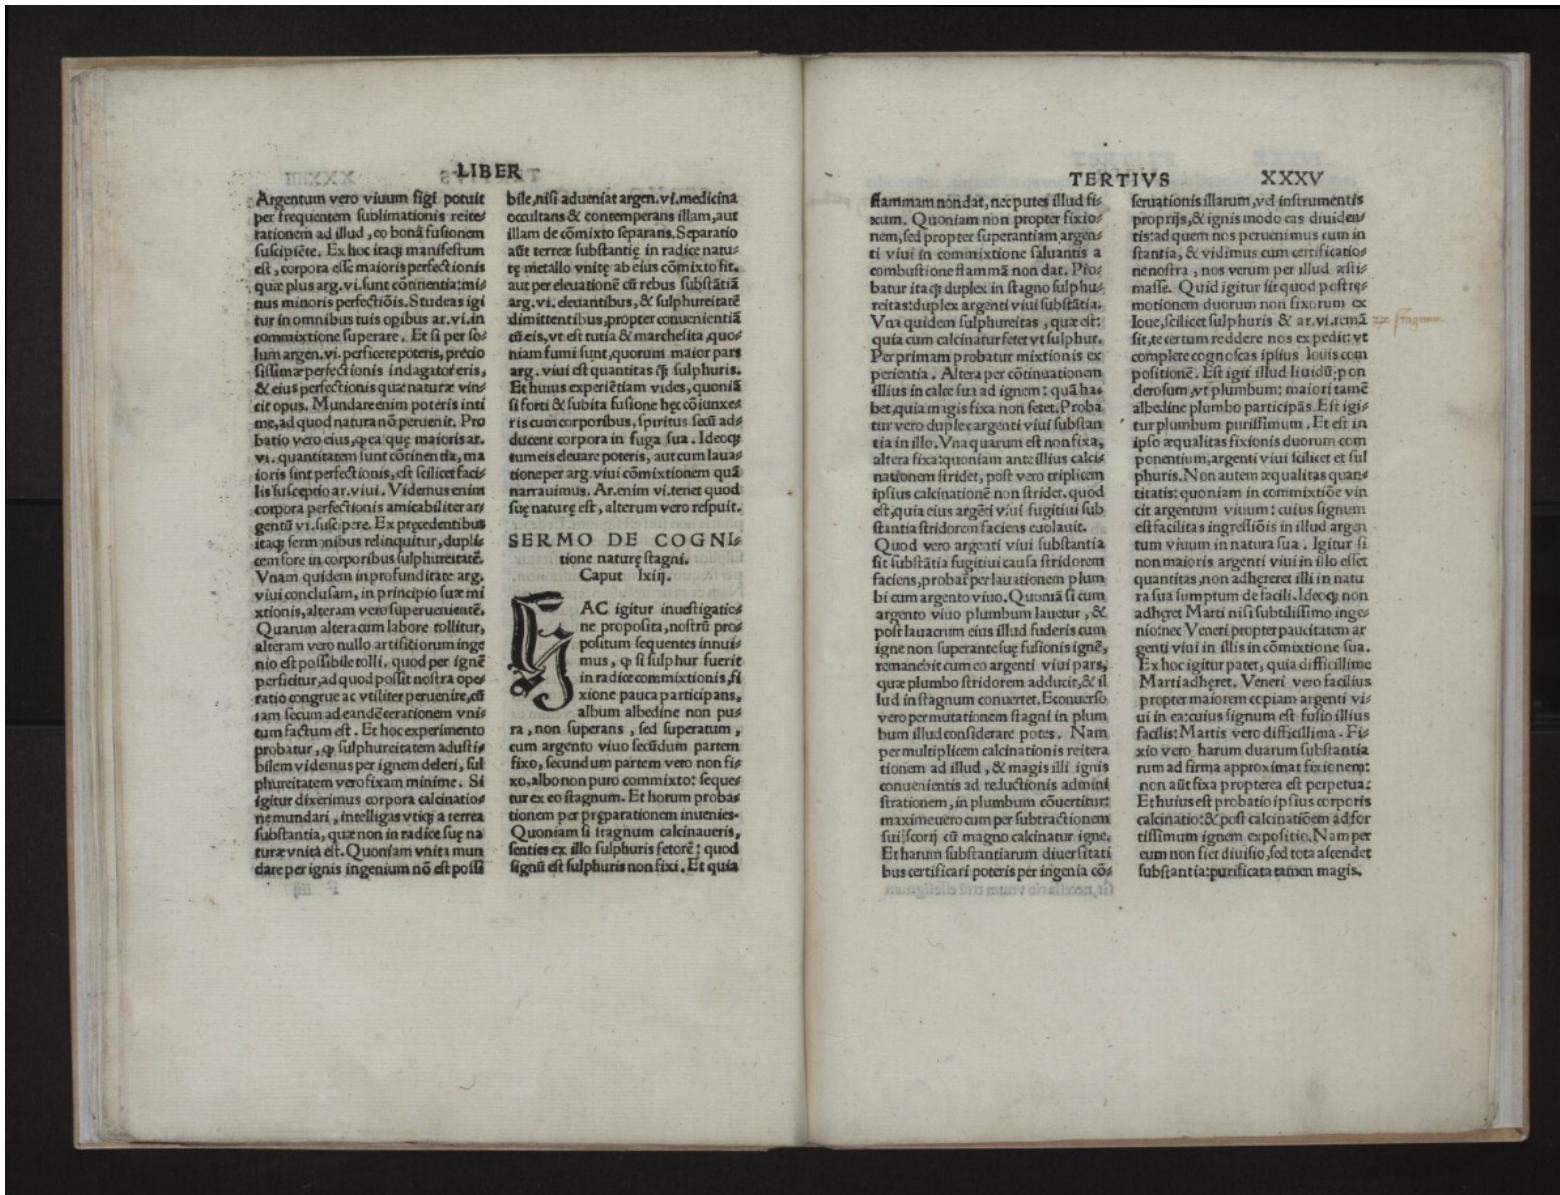 LIBER
Argentum vero viuum figi potuit
per frequentem sublimationis reite-
rationem ad illud, eo bonã fusionem
suscipiẽte. Ex hoc itaqꝫ manifestum
est, corpora esse maioris perfectionis
quæ plus arg. vi. sunt cõtinentia: mi-
nus minoris perfectiõis. Studeas igi
tur in omnibus tuis oꝑibus ar. vi. in
commixtione superare. Et si per so-
lum argen. vi. perficere poteris, precio
sissimæ perfectionis indagator eris,
& eius perfectionis quæ naturæ vin-
cit opus. Mundare enim poteris inti
me, ad quod natura nõ peruenit. Pro
batio vero eius, ꝙ ea quę maioris ar.
vi. quantitatem sunt cõtinentia, ma
ioris sint perfectionis, est scilicet faci-
lis susceptio ar. viui. Videmus enim
corpora perfectionis amicabiliter ar-
gentũ vi. suscipere. Ex pręcedentibus
itaqꝫ sermonibus relinquitur, dupli-
cem fore in corporibus sulphureitatẽ.
Vnam quidem in profunditate arg.
viui conclusam, in principio suæ mi
xtionis, alteram vero superuenientẽ.
Quarum altera cum labore tollitur,
alteram vero nullo artificiorum inge
nio est possibile tolli, quod per ignẽ
perficitur, ad quod possit nostra ope-
ratio congrue ac vtiliter peruenire, cũ
iam secum ad eandẽ cerationem vni-
tum factum est. Et hoc experimento
probatur, ꝙ sulphureitatem adusti-
bilem videmus per ignem deleri, sul
phureitatem vero fixam minime. Si
igitur dixerimus corpora calcinatio-
ne mundari, intelligas vtiqꝫ a terrea
substantia, quæ non in radice suę na
turæ vnita est. Quoniam vnita mun
dare per ignis ingenium nõ est possi
bile, nisi adueniat argen. vi. medicina
occultans & contemperans illam, aut
illam de cõmixto separans. Separatio
aũt terreæ substantię in radice natu-
rę metallo vnitę ab eius cõmixto fit,
aut per eleuationẽ cũ rebus substãtiã
arg. vi. eleuantibus, & sulphureitatẽ
dimittentibus, propter conuenientiã
cũ eis, vt est tutia & marchesita, quo-
niam fumi sunt, quorum maior pars
arg. viui est quantitas ꝗ̃ sulphuris.
Et huius experiẽtiam vides, quoniã
si forti & subita fusione hęc cõiunxe-
ris cum corporibus, spiritus secũ ad-
ducent corpora in fuga sua. Ideoqꝫ
tum eis eleuare poteris, aut cum laua-
tione per arg. viui cõmixtionem quã
narrauimus. Ar. enim vi. tenet quod
suę naturę est, alterum vero respuit.
SERMO DE COGNI-
tione naturę stagni.
Caput lxiij.
HAC igitur inuestigatio-
ne proposita, nostrũ pro-
positum sequentes innui-
mus, ꝙ si sulphur fuerit
in radice commixtionis, fi
xione pauca participans,
album albedine non pu-
ra, non superans, sed superatum,
cum argento viuo secũdum partem
fixo, secundum partem vero non fi-
xo, albo non puro commixto: seque-
tur ex eo stagnum. Et horum proba-
tionem per pręparationem inuenies.
Quoniam si stagnum calcinaueris,
senties ex illo sulphuris fetorẽ: quod
signũ est sulphuris non fixi. Et quia
TERTIVS XXXV
flammam non dat, nec putes illud fi-
xum. Quoniam non propter fixio-
nem, sed propter superantiam argen-
ti viui in commixtione saluantis a
combustione flammã non dat. Pro-
batur itaqꝫ duplex in stagno sulphu-
reitas: duplex argenti viui substãtia.
Vna quidem sulphureitas, quæ est:
quia cum calcinatur fetet vt sulphur.
Per primam probatur mixtionis ex
perientia. Altera per cõtinuationem
illius in calce sua ad ignem: quã ha-
bet, quia magis fixa non fetet. Proba
tur vero duplex argenti viui substan
tia in illo. Vna quarum est non fixa,
altera fixa: quoniam ante illius calci-
nationem stridet, post vero triplicem
ipsius calcinationẽ non stridet. quod
est, quia eius argẽti viui fugitiui sub
stantia stridorem faciens euolauit.
Quod vero argenti viui substantia
sit substãtia fugitiui causa stridorem
faciens, probat̃ per lauationem plum
bi cum argento viuo. Quoniã si cum
argento viuo plumbum lauetur, &
post lauacrum eius illud fuderis cum
igne non superante suę fusionis ignẽ,
remanebit cum eo argenti viui pars,
quæ plumbo stridorem adducit, & il
lud in stagnum conuertet. Econuerso
vero permutationem stagni in plum
bum illud considerare potes. Nam
per multiplicem calcinationis reitera
tionem ad illud, & magis illi ignis
conuenientis ad reductionis admini
strationem, in plumbum cõuertitur:
maxime vero cum per subtractionem
sui scorij cũ magno calcinatur igne.
Et harum substantiarum diuersitati
bus certificari poteris per ingenia cõ-
seruationis illarum, vel instrumentis
proprijs, & ignis modo eas diuiden-
tis: ad quem nos peruenimus cum in
stantia, & vidimus cum certificatio-
ne nostra, nos verum per illud æsti-
masse. Quid igitur sit quod post rę-
motionem duorum non fixorum ex
Ioue, scilicet sulphuris & ar. vi. remã
sit, te certum reddere nos expedit: vt
complete cognoscas ipsius Iouis com
positionẽ. Est igit̃ illud liuidũ: pon
derosum, vt plumbum: maiori tamẽ
albedine plumbo participãs. Est igi-
tur plumbum purissimum. Et est in
ipso æqualitas fixionis duorum com
ponentium, argenti viui scilicet et sul
phuris. Non autem æqualitas quan-
titatis: quoniam in commixtiõe vin
cit argentum viuum: cuius signum
est facilitas ingressiõis in illud argen
tum viuum in natura sua. Igitur si
non maioris argenti viui in illo esset
quantitas, non adhęreret illi in natu
ra sua sumptum de facili. Ideoqꝫ non
adhęret Marti nisi subtilissimo inge-
nio: nec Veneri propter paucitatem ar
genti viui in illis in cõmixtione sua.
Ex hoc igitur patet, quia difficillime
Marti adhęret. Veneri vero facilius
propter maiorem copiam argenti vi-
ui in ea: cuius signum est fusio illius
facilis: Martis vero difficillima. Fi-
xio vero harum duarum substantia
rum ad firma approximat fixionem:
non aũt fixa propterea est perpetua:
Et huius est probatio ipsius corporis
calcinatio: & post calcinatiõem ad for
tissimum ignem expositio. Nam per
eum non fiet diuisio, sed tota ascendet
substantia: purificata tamen magis.
stagnum